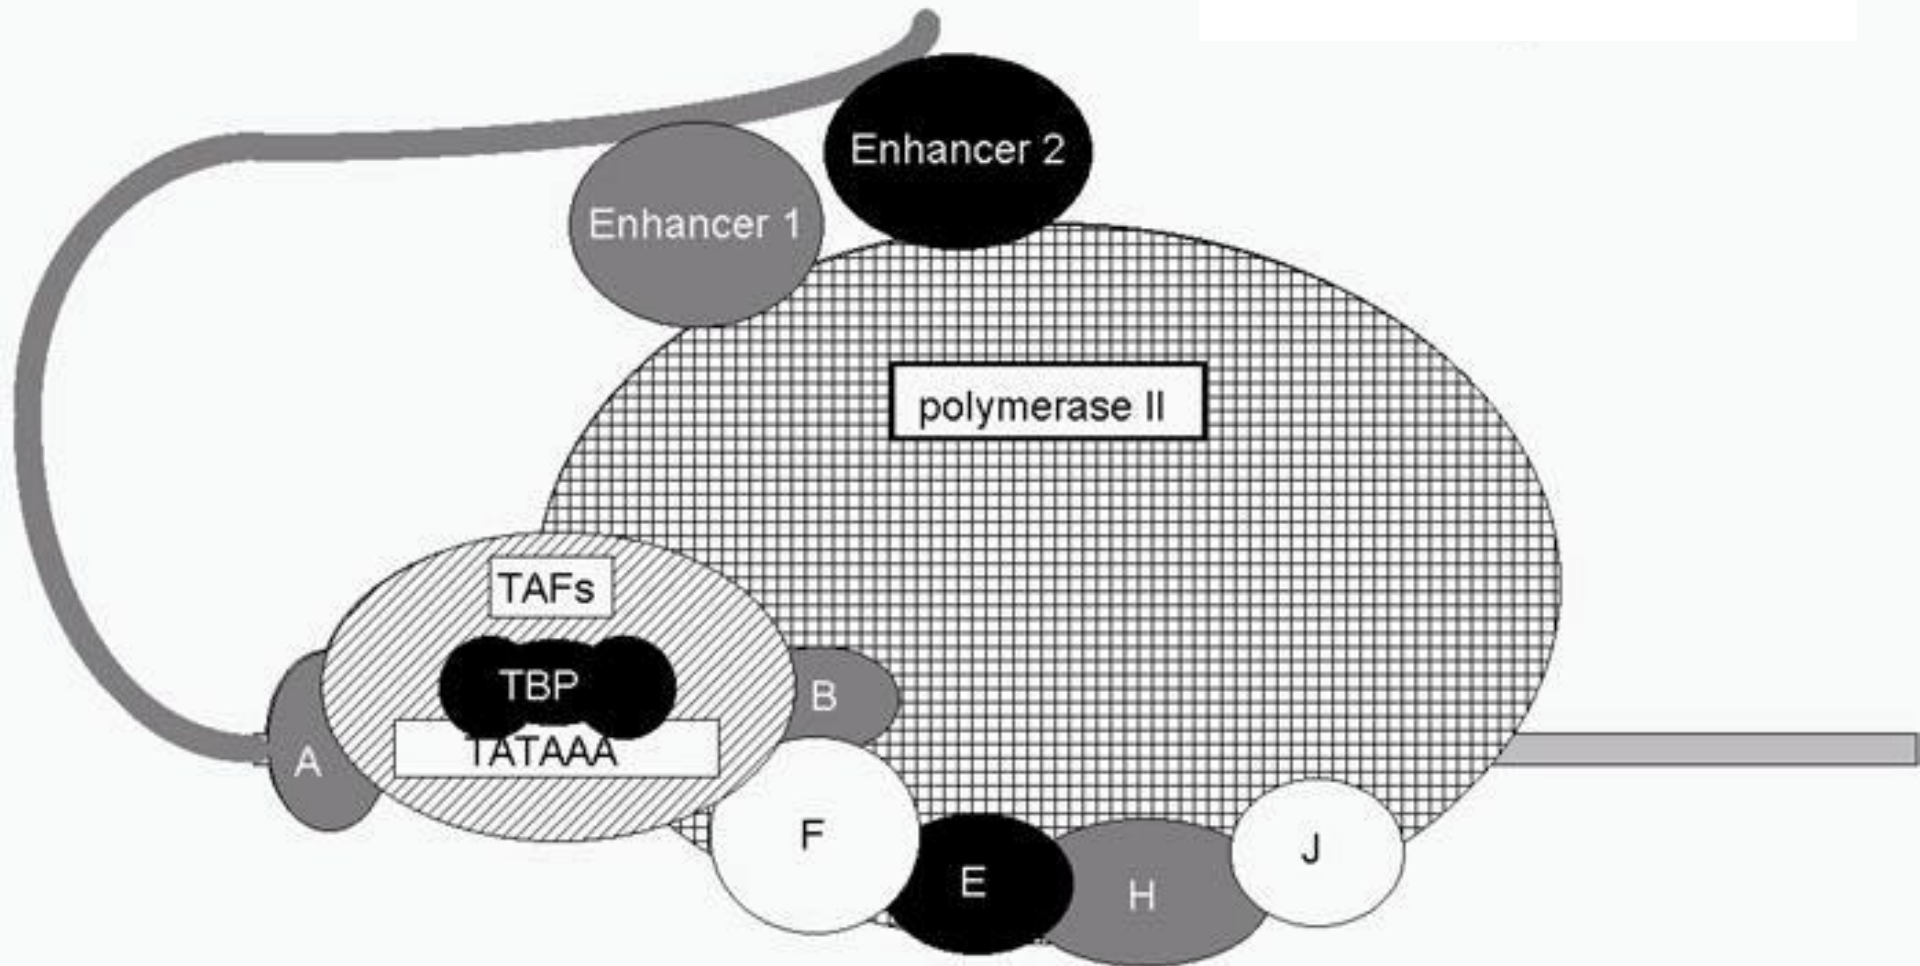 Enhancer 2
Enhancer 1
polymerase II
TAFs
TBP
B
TATAAA
A
F
J
E
H